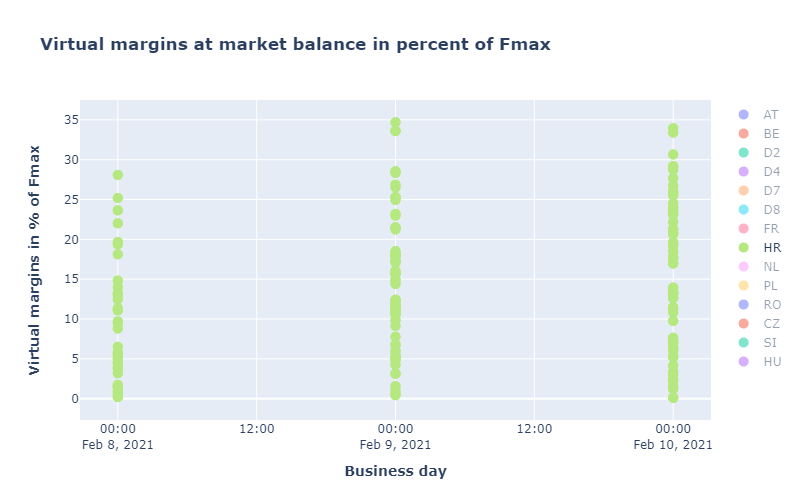 Virtual margins at market balance in percent of Fmax
Virtual margins in % of Fmax
35
30
25
20
15
10
5
0
00:00
Feb 8, 2021
12:00
00:00
Feb 9, 2021
12:00
00:00
Feb 10, 2021
Business day
AT
BE
D2
D4
D7
D8
FR
HR
NL
PL
RO
CZ
SI
HU